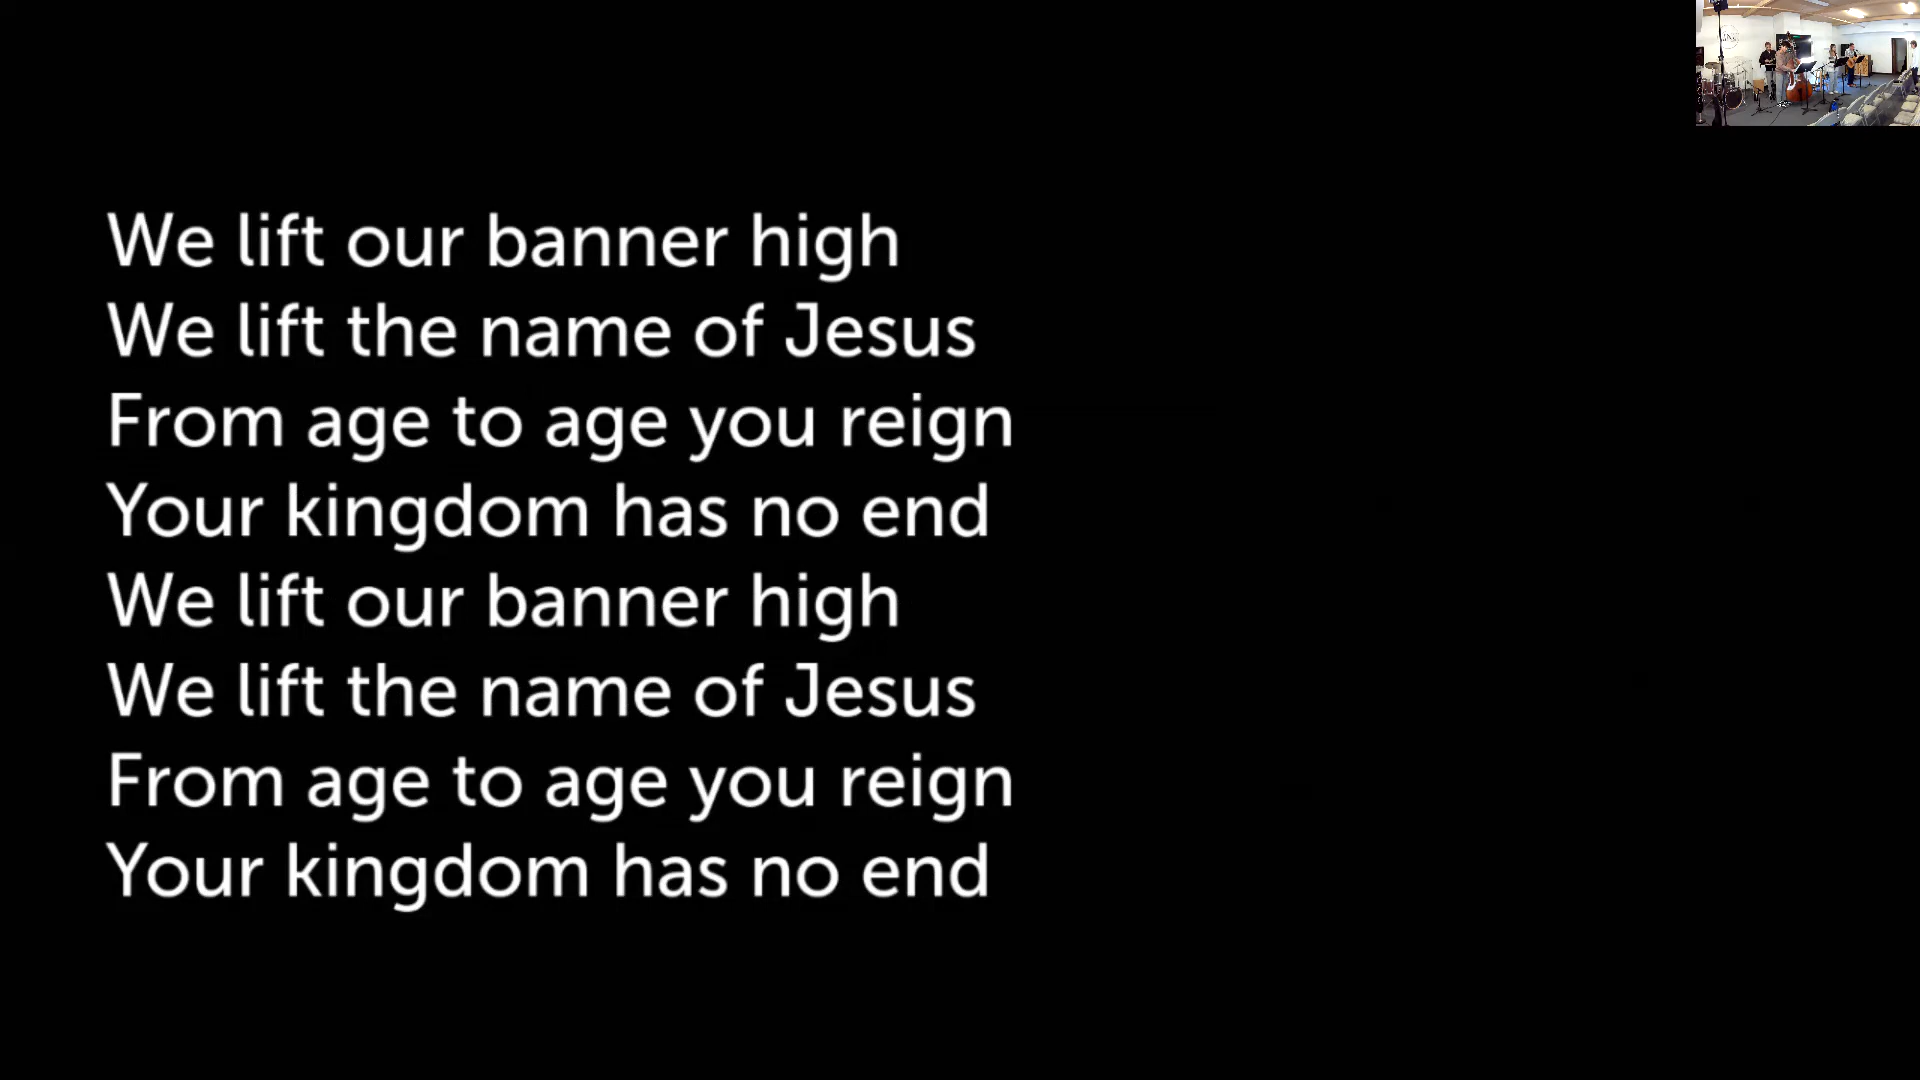 We lift our banner high
We lift the name of Jesus
From age to age you reign
Your kingdom has no end
We lift our banner high
We lift the name of Jesus
From age to age you reign
Your kingdom has no end